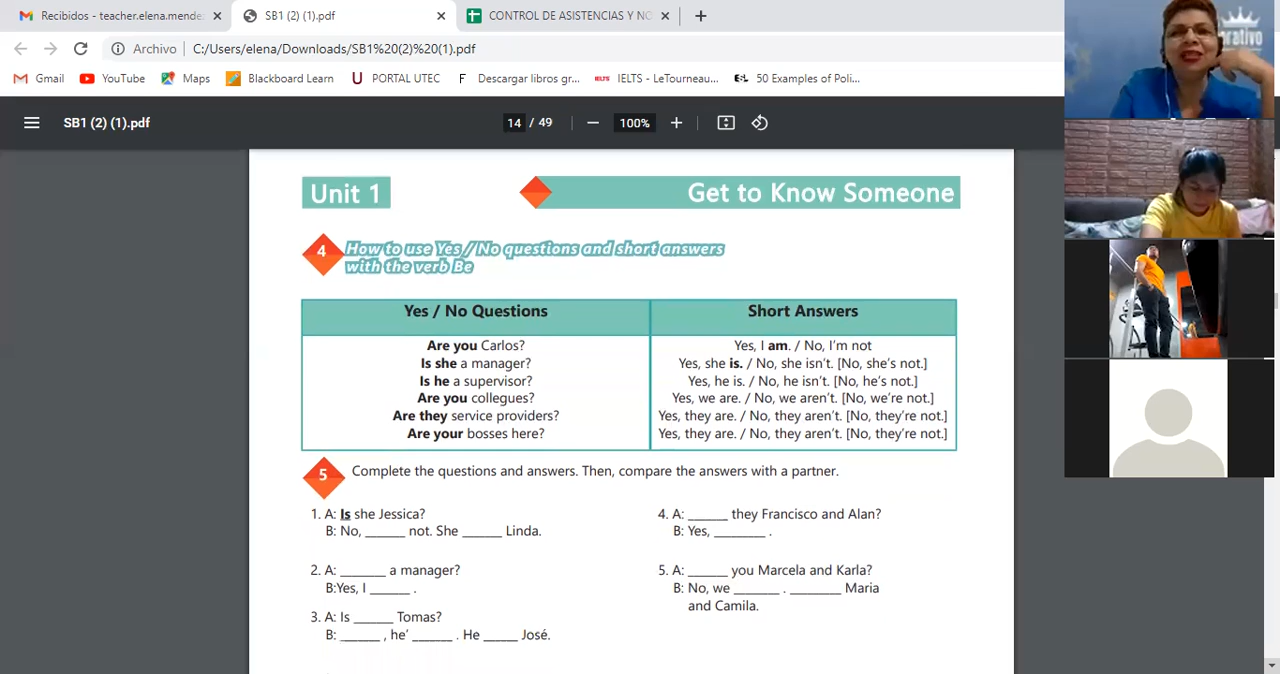 Recibidos - teacher.elena.mende
SB1 (2) (1).pdf
CONTROL DE ASISTENCIAS Y NO
Archivo | C:/Users/elena/Downloads/SB1%20(2)%20(1).pdf
Gmail YouTube Maps Blackboard Learn PORTAL UTEC Descargar libros gr... IELTS - LeTourneau... 50 Examples of Poli...
SB1 (2) (1).pdf 14 / 49 100%
rativo
Unit 1 Get to Know Someone
4 How to use Yes / No questions and short answers
with the verb Be
Yes / No Questions Short Answers
Are you Carlos? Yes, I am. / No, I'm not
Is she a manager? Yes, she is. / No, she isn't. [No, she's not.]
Is he a supervisor? Yes, he is. / No, he isn't. [No, he's not.]
Are you collegues? Yes, we are. / No, we aren't. [No, we're not.]
Are they service providers? Yes, they are. / No, they aren't. [No, they're not.]
Are your bosses here? Yes, they are. / No, they aren't. [No, they're not.]
5 Complete the questions and answers. Then, compare the answers with a partner.
1. A: Is she Jessica?
B: No, ______ not. She ______ Linda.
2. A: _______ a manager?
B:Yes, I ______ .
3. A: Is ______ Tomas?
B: ______ , he' ______ . He _____ José.
4. A: ______ they Francisco and Alan?
B: Yes, ________ .
5. A: _____ you Marcela and Karla?
B: No, we _______ . ________ Maria
and Camila.